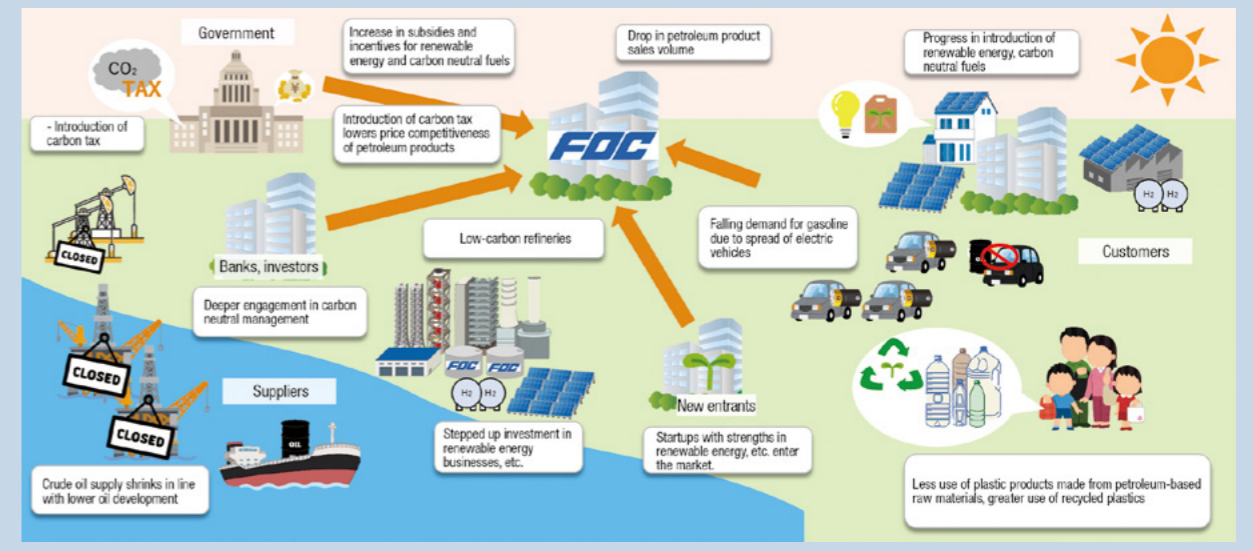 Government
CO2
TAX
- Introduction of
carbon tax
Increase in subsidies and
incentives for renewable
energy and carbon neutral fuels
Introduction of carbon tax
lowers price competitiveness
of petroleum products
Drop in petroleum product
sales volume
FOC
Progress in introduction of
renewable energy, carbon
neutral fuels
H2
H2
CLOSED
Banks, investors
Deeper engagement in carbon
neutral management
Low-carbon refineries
FOC
FOC
H2
H2
Stepped up investment in
renewable energy
businesses, etc.
Falling demand for gasoline
due to spread of electric
vehicles
Customers
New entrants
Startups with strengths in
renewable energy, etc. enter
the market.
CLOSED
CLOSED
Suppliers
OIL
Crude oil supply shrinks in line
with lower oil development
Less use of plastic products made from petroleum-based
raw materials, greater use of recycled plastics